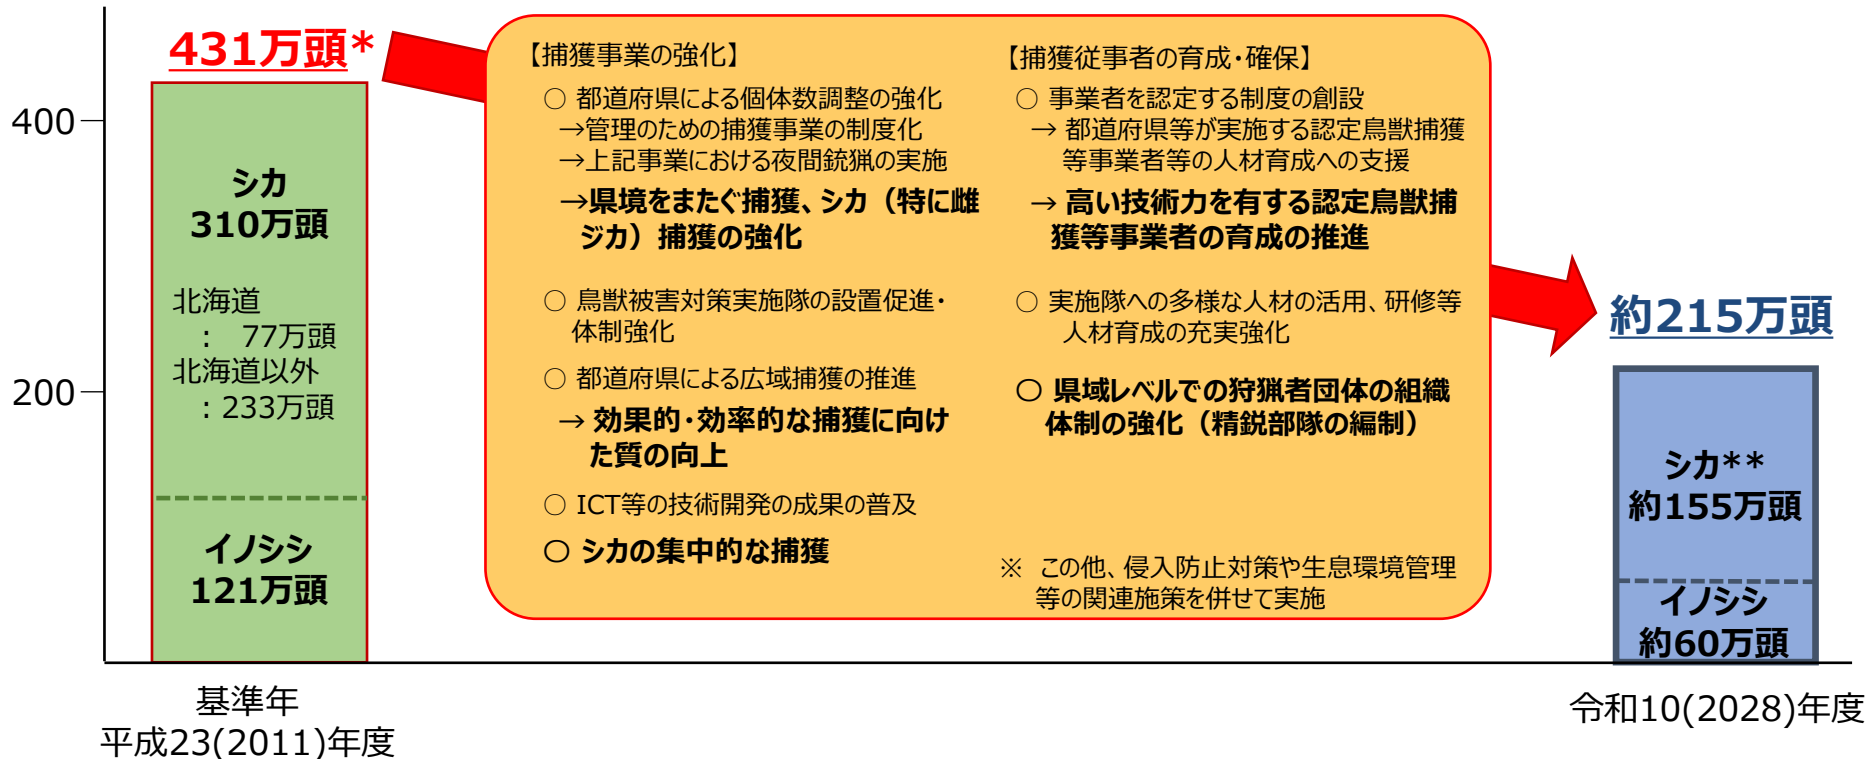 431万頭*
400
200
シカ
310万頭
北海道
： 77万頭
北海道以外
：233万頭
イノシシ
121万頭
基準年
平成23(2011)年度
【捕獲事業の強化】
○ 都道府県による個体数調整の強化
→管理のための捕獲事業の制度化
→上記事業における夜間銃猟の実施
→県境をまたぐ捕獲、シカ（特に雌
ジカ）捕獲の強化
○ 鳥獣被害対策実施隊の設置促進・
体制強化
○ 都道府県による広域捕獲の推進
→ 効果的・効率的な捕獲に向け
た質の向上
○ ICT等の技術開発の成果の普及
○ シカの集中的な捕獲
【捕獲従事者の育成・確保】
○ 事業者を認定する制度の創設
→ 都道府県等が実施する認定鳥獣捕獲
等事業者等の人材育成への支援
→ 高い技術力を有する認定鳥獣捕
獲等事業者の育成の推進
○ 実施隊への多様な人材の活用、研修等
人材育成の充実強化
○ 県域レベルでの狩猟者団体の組織
体制の強化（精鋭部隊の編制）
※ この他、侵入防止対策や生息環境管理
等の関連施策を併せて実施
約215万頭
シカ**
約155万頭
イノシシ
約60万頭
令和10(2028)年度